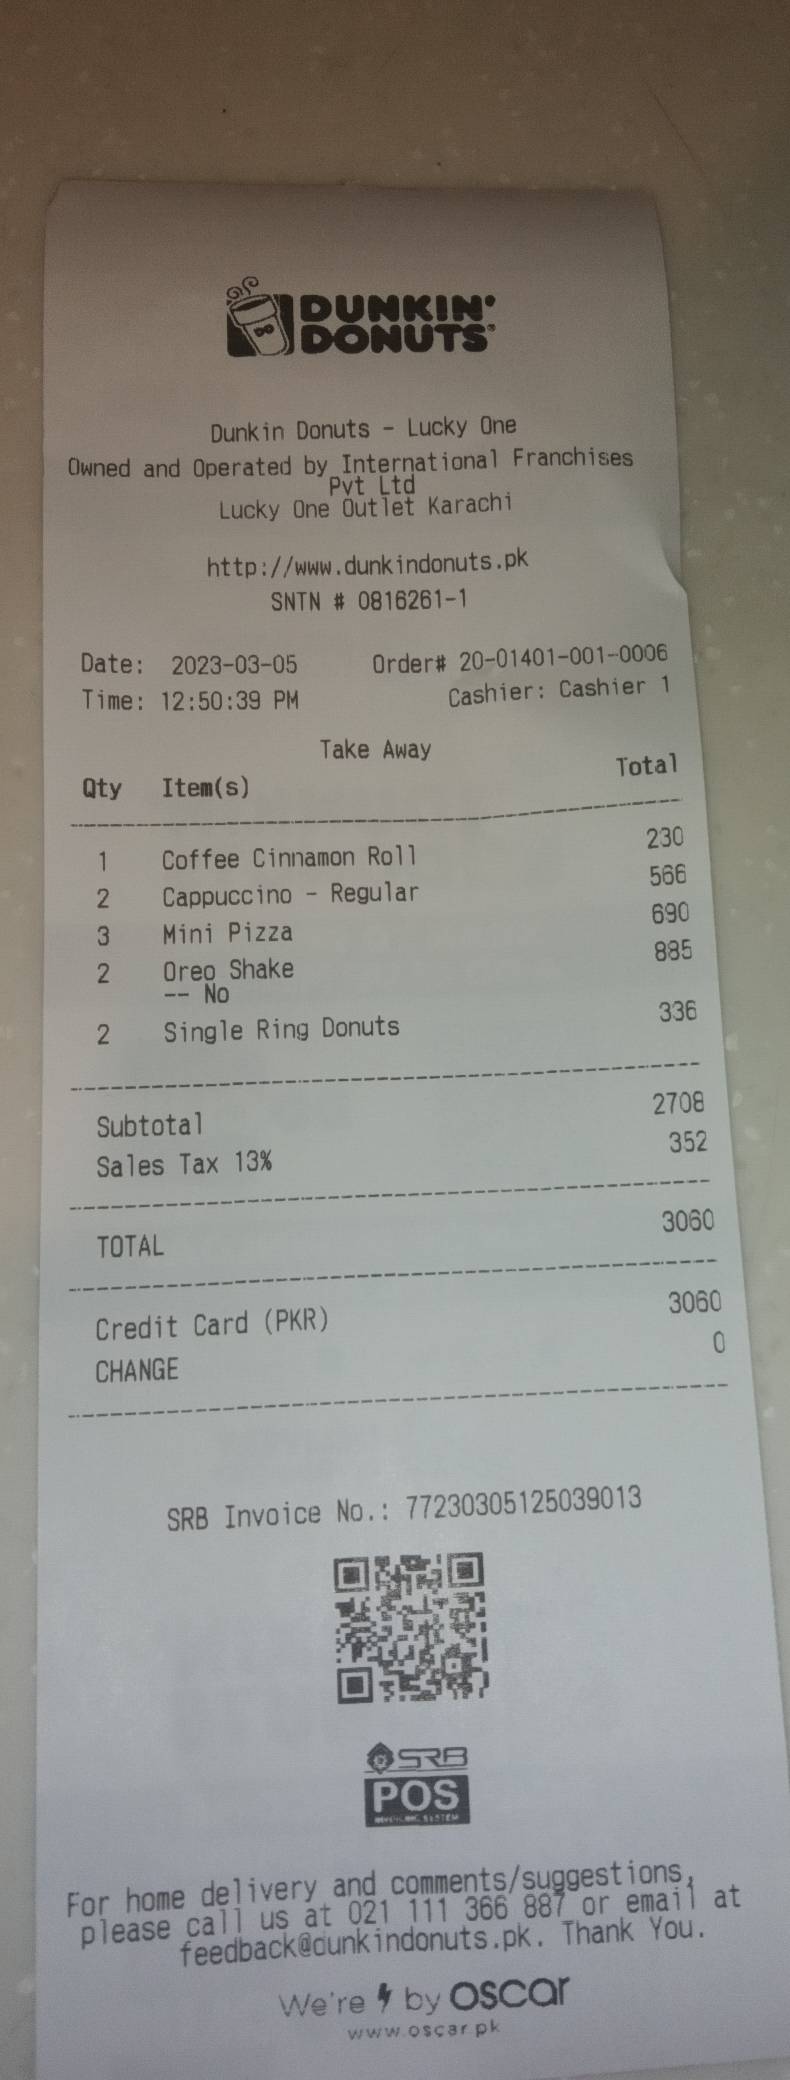 DUNKIN'
DONUTS
Dunkin Donuts - Lucky One
Owned and Operated by International Franchises
Pvt Ltd
Lucky One Outlet Karachi
http://www.dunkindonuts.pk
SNTN # 0816261-1
Date: 2023-03-05 Order# 20-01401-001-0006
Time: 12:50:39 PM Cashier: Cashier 1
Take Away
Qty Item(s) Total
1 Coffee Cinnamon Roll 230
2 Cappuccino - Regular 566
3 Mini Pizza 690
2 Oreo Shake 885
-- No
2 Single Ring Donuts 336
Subtotal 2708
Sales Tax 13% 352
TOTAL 3060
Credit Card (PKR) 3060
CHANGE 0
SRB Invoice No.: 77230305125039013
SRB
POS
For home delivery and comments/suggestions,
please call us at 021 111 366 887 or email at
feedback@dunkindonuts.pk. Thank You.
We're by oscar
www.oscar.pk